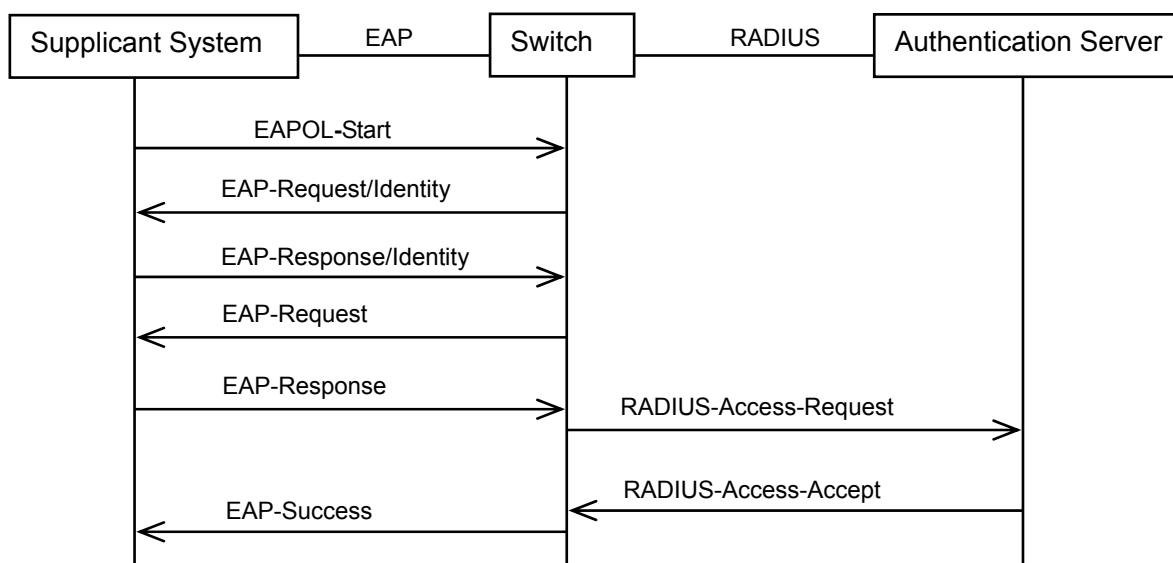 Supplicant System
EAP
Switch
RADIUS
Authentication Server
EAPOL-Start
EAP-Request/Identity
EAP-Response/Identity
EAP-Request
EAP-Response
RADIUS-Access-Request
RADIUS-Access-Accept
EAP-Success